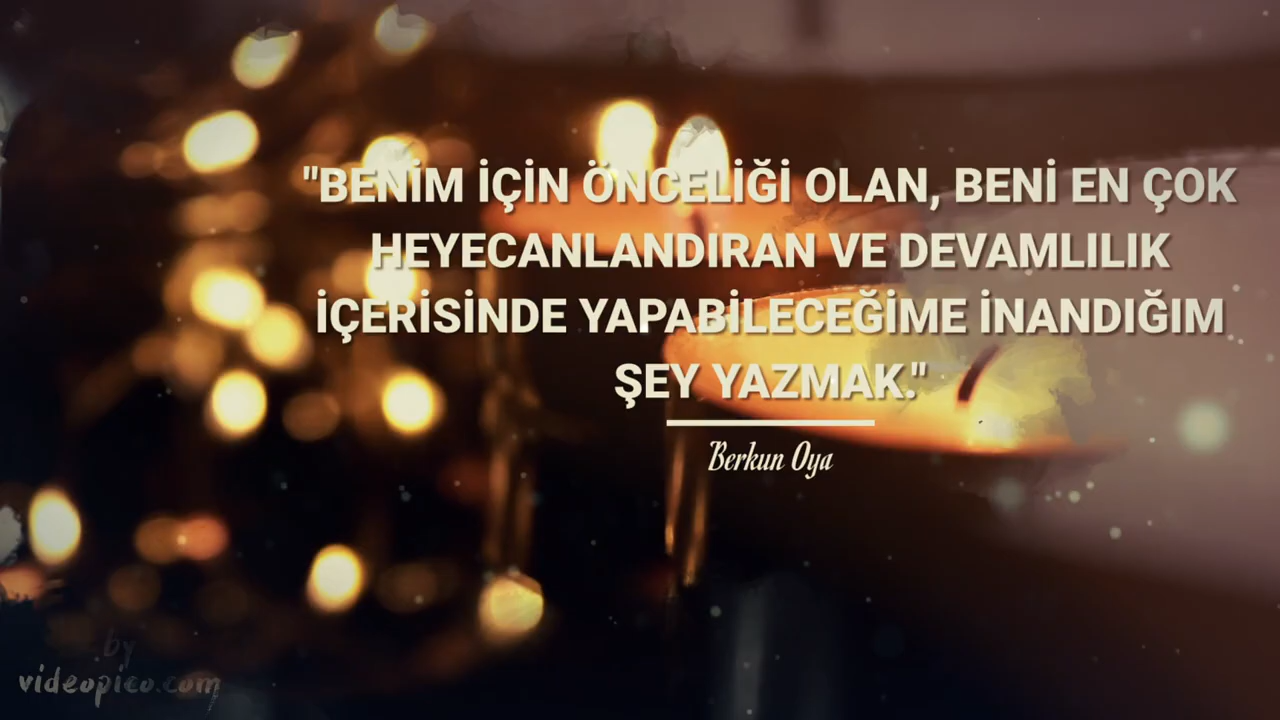 "BENİM İÇİN ÖNCELİĞİ OLAN, BENİ EN ÇOK
HEYECANLANDIRAN VE DEVAMLILIK
İÇERİSİNDE YAPABİLECEĞİME İNANDIĞIM
ŞEY YAZMAK."
Berkun Oya
by
videopico.com